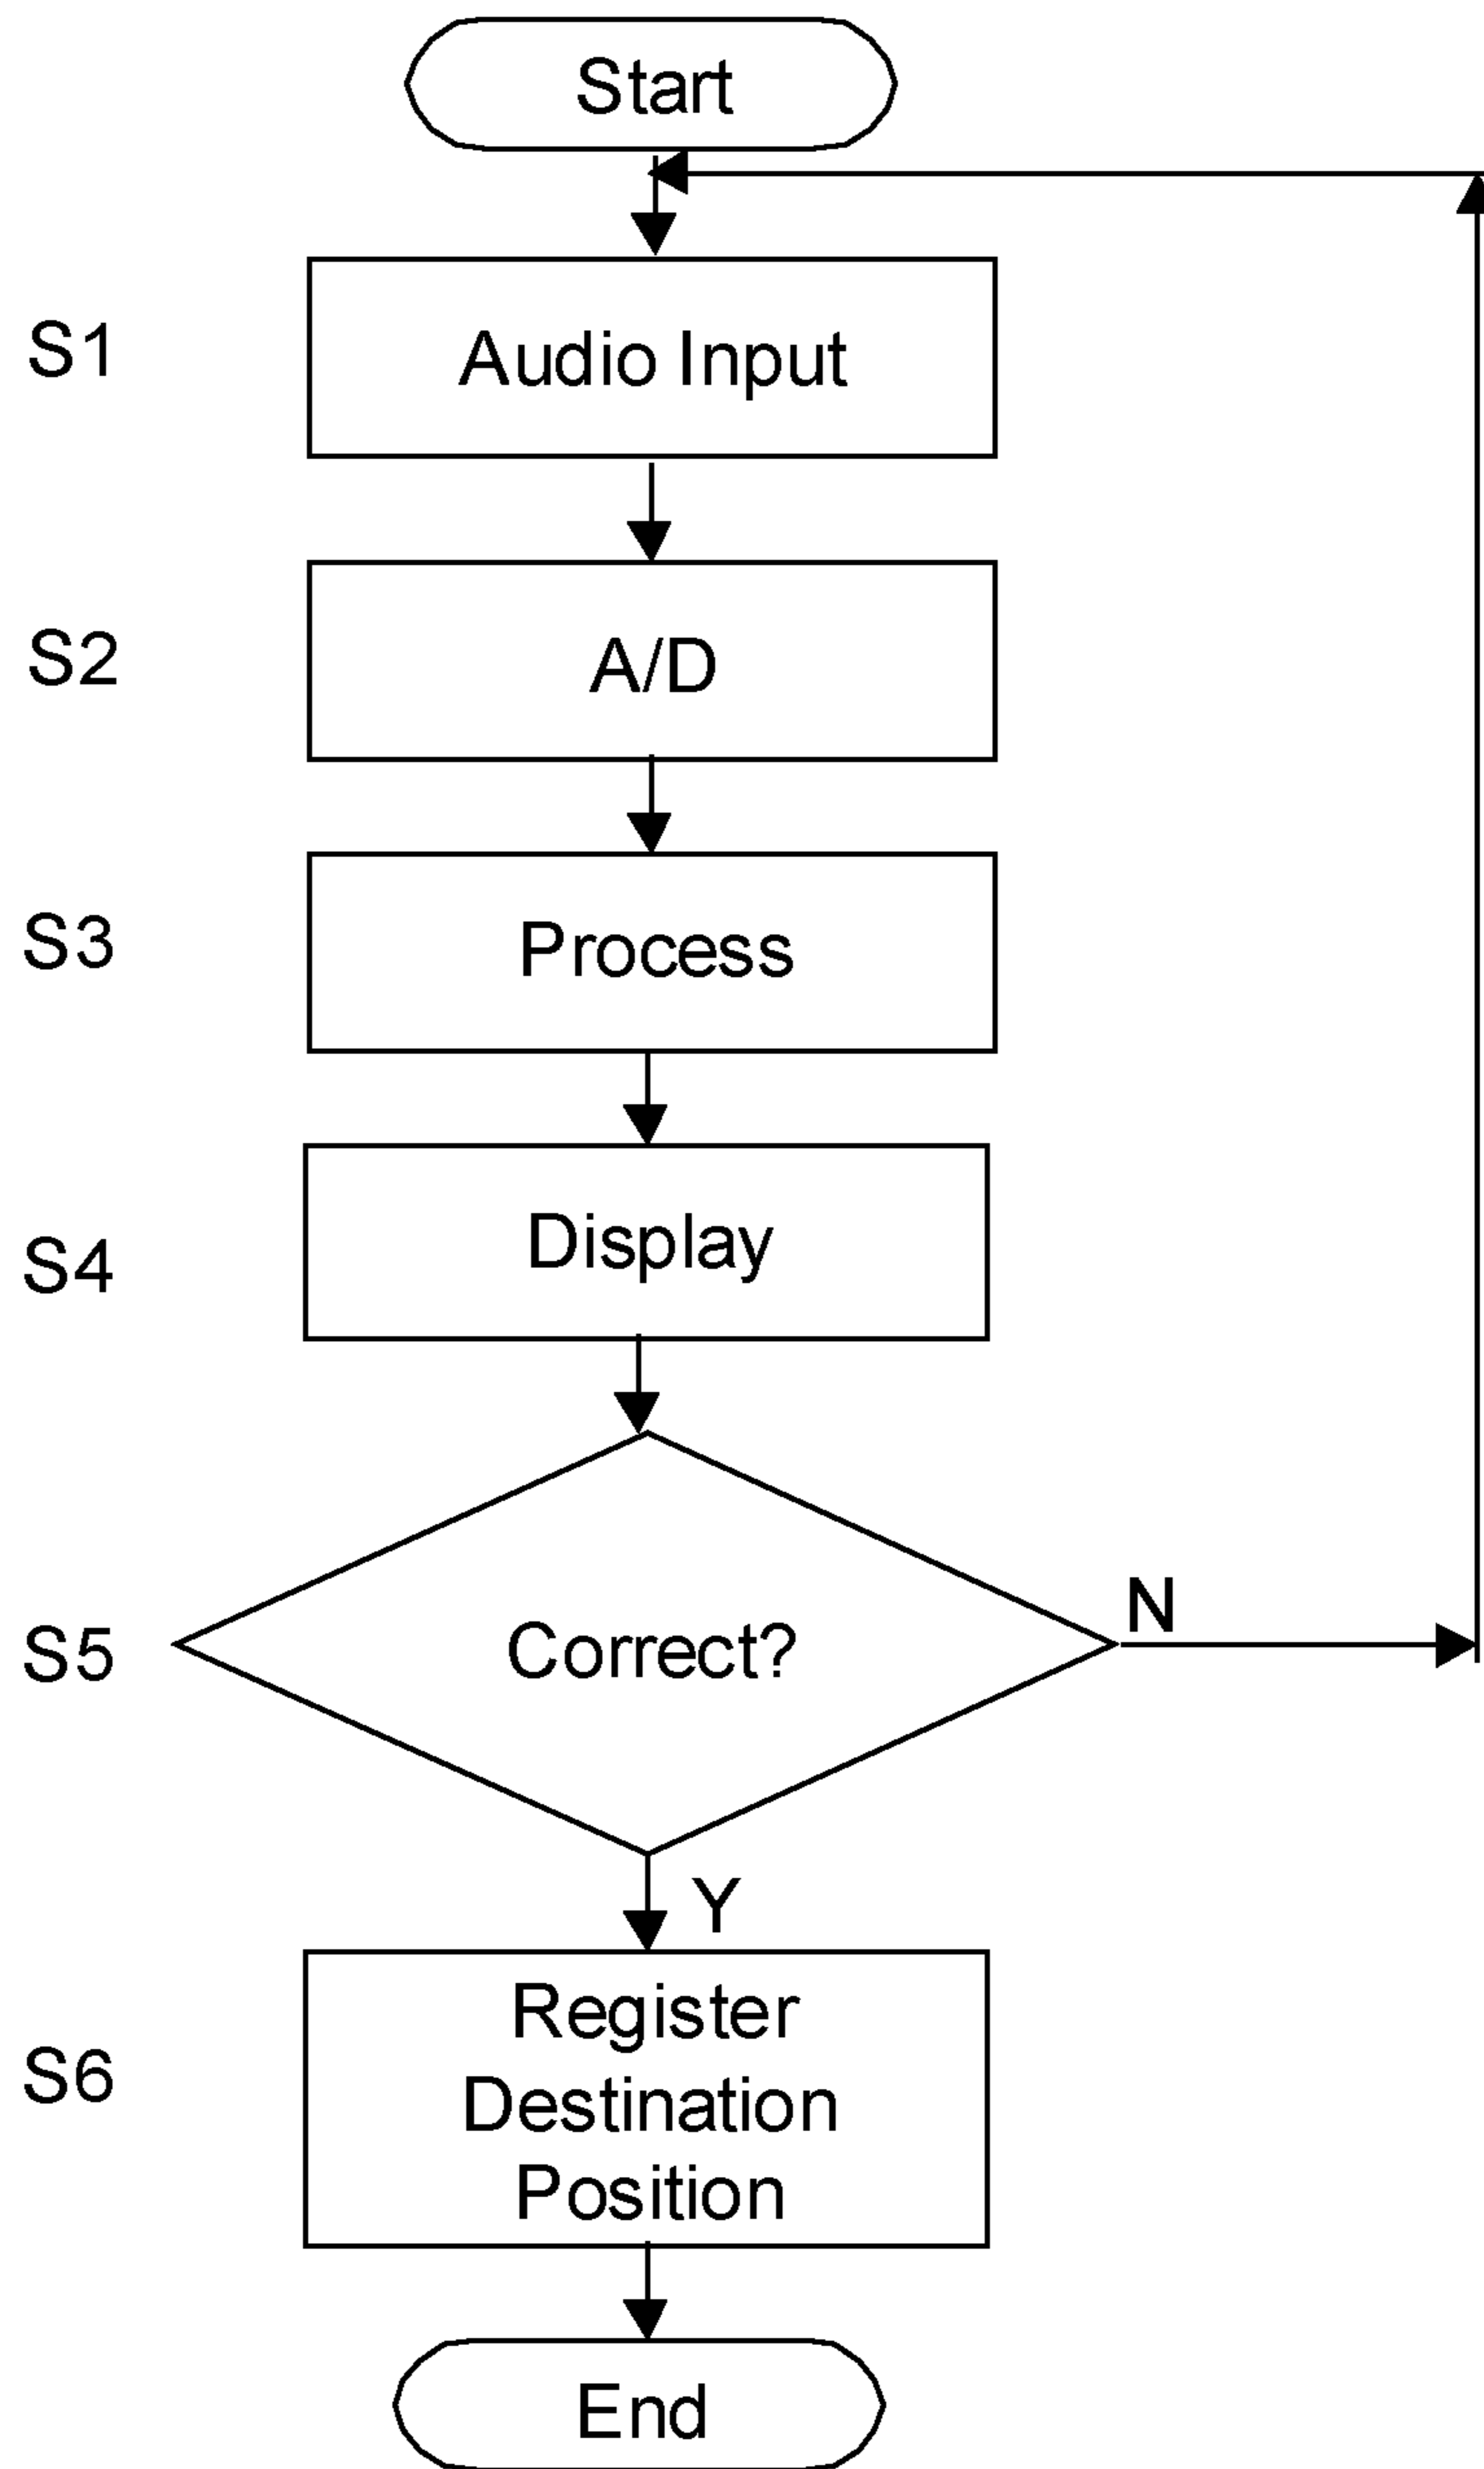 Start
S1
Audio Input
S2
A/D
S3
Process
S4
Display
S5
Correct?
N
Y
S6
Register
Destination
Position
End